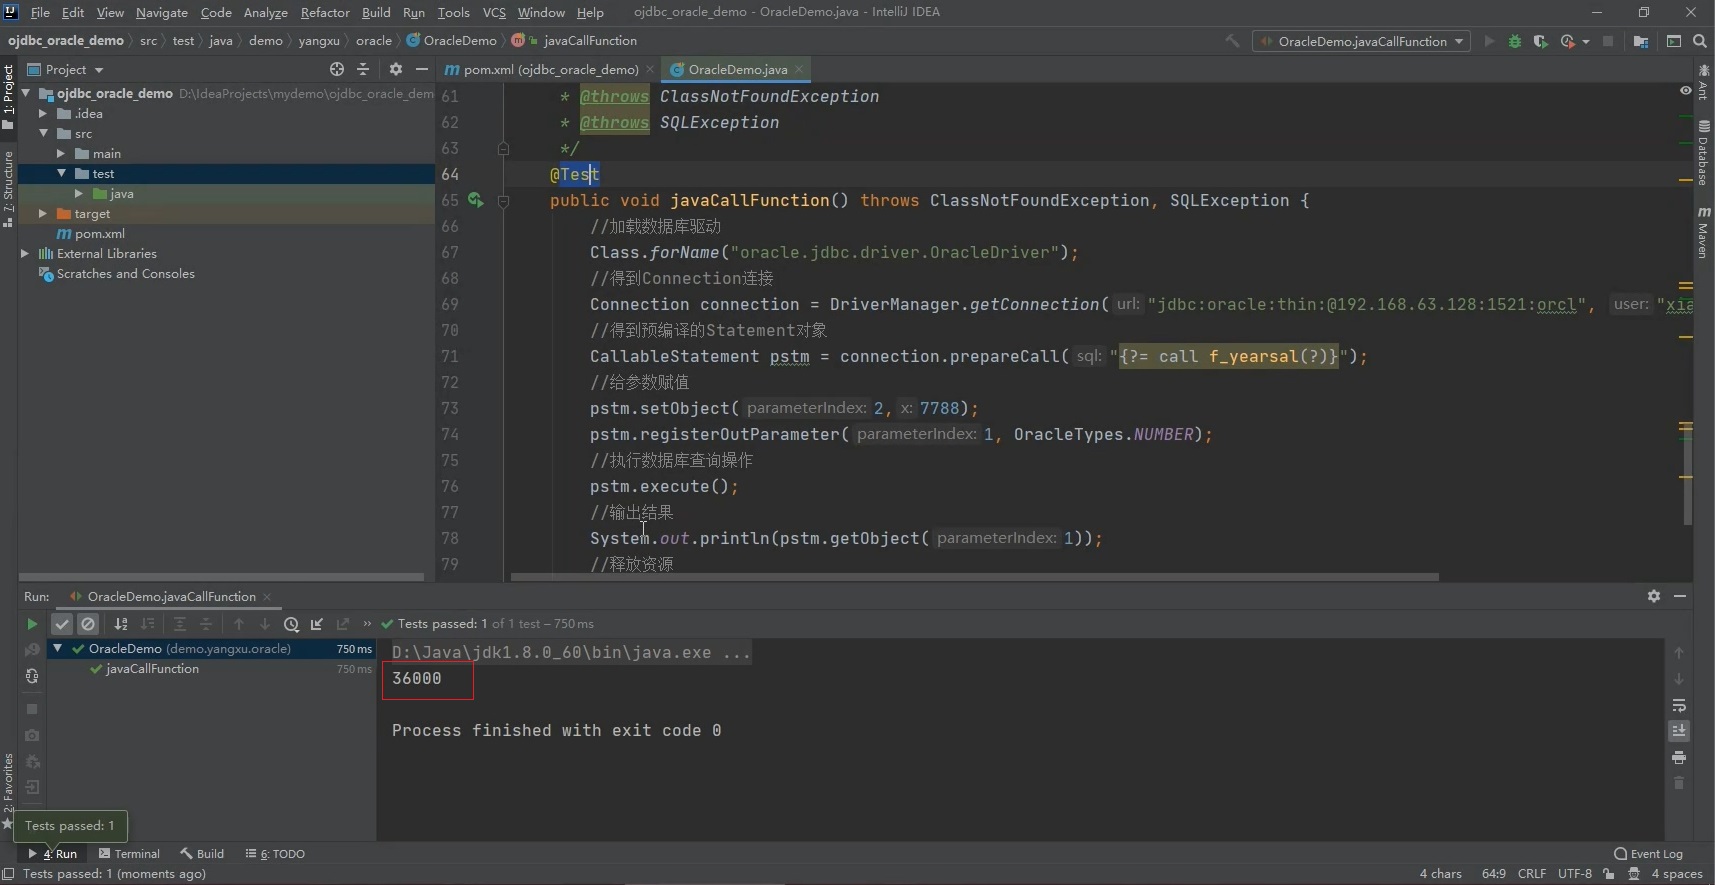 File Edit View Navigate Code Analyze Refactor Build Run Tools VCS Window Help ojdbc_oracle_demo - OracleDemo.java - IntelliJ IDEA
ojdbc_oracle_demo src test java demo yangxu oracle OracleDemo javaCallFunction OracleDemo.javaCallFunction
Project
pom.xml (ojdbc_oracle_demo) OracleDemo.java
1: Project
7: Structure
2: Favorites
Ant
Database
Maven
ojdbc_oracle_demo D:\IdeaProjects\mydemo\ojdbc_oracle_dem
.idea
src
main
test
java
target
pom.xml
External Libraries
Scratches and Consoles
61 * @throws ClassNotFoundException
62 * @throws SQLException
63 */
64 @Test
65 public void javaCallFunction() throws ClassNotFoundException, SQLException {
66 //加载数据库驱动
67 Class.forName("oracle.jdbc.driver.OracleDriver");
68 //得到Connection连接
69 Connection connection = DriverManager.getConnection( url: "jdbc:oracle:thin:@192.168.63.128:1521:orcl", user: "xia
70 //得到预编译的Statement对象
71 CallableStatement pstm = connection.prepareCall( sql: "{?= call f_yearsal(?)}");
72 //给参数赋值
73 pstm.setObject( parameterIndex: 2, x: 7788);
74 pstm.registerOutParameter( parameterIndex: 1, OracleTypes.NUMBER);
75 //执行数据库查询操作
76 pstm.execute();
77 //输出结果
78 System.out.println(pstm.getObject( parameterIndex: 1));
79 //释放资源
Run: OracleDemo.javaCallFunction
Tests passed: 1 of 1 test – 750 ms
OracleDemo (demo.yangxu.oracle) 750 ms
javaCallFunction 750 ms
D:\Java\jdk1.8.0_60\bin\java.exe ...
36000
Process finished with exit code 0
Tests passed: 1
4: Run Terminal Build 6: TODO Event Log
Tests passed: 1 (moments ago) 4 chars 64:9 CRLF UTF-8 4 spaces